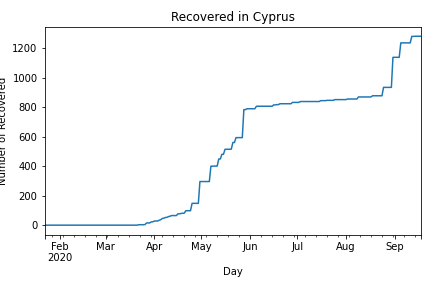 Recovered in Cyprus
Number of Recovered
1200
1000
800
600
400
200
0
Feb Mar Apr May Jun Jul Aug Sep
2020
Day